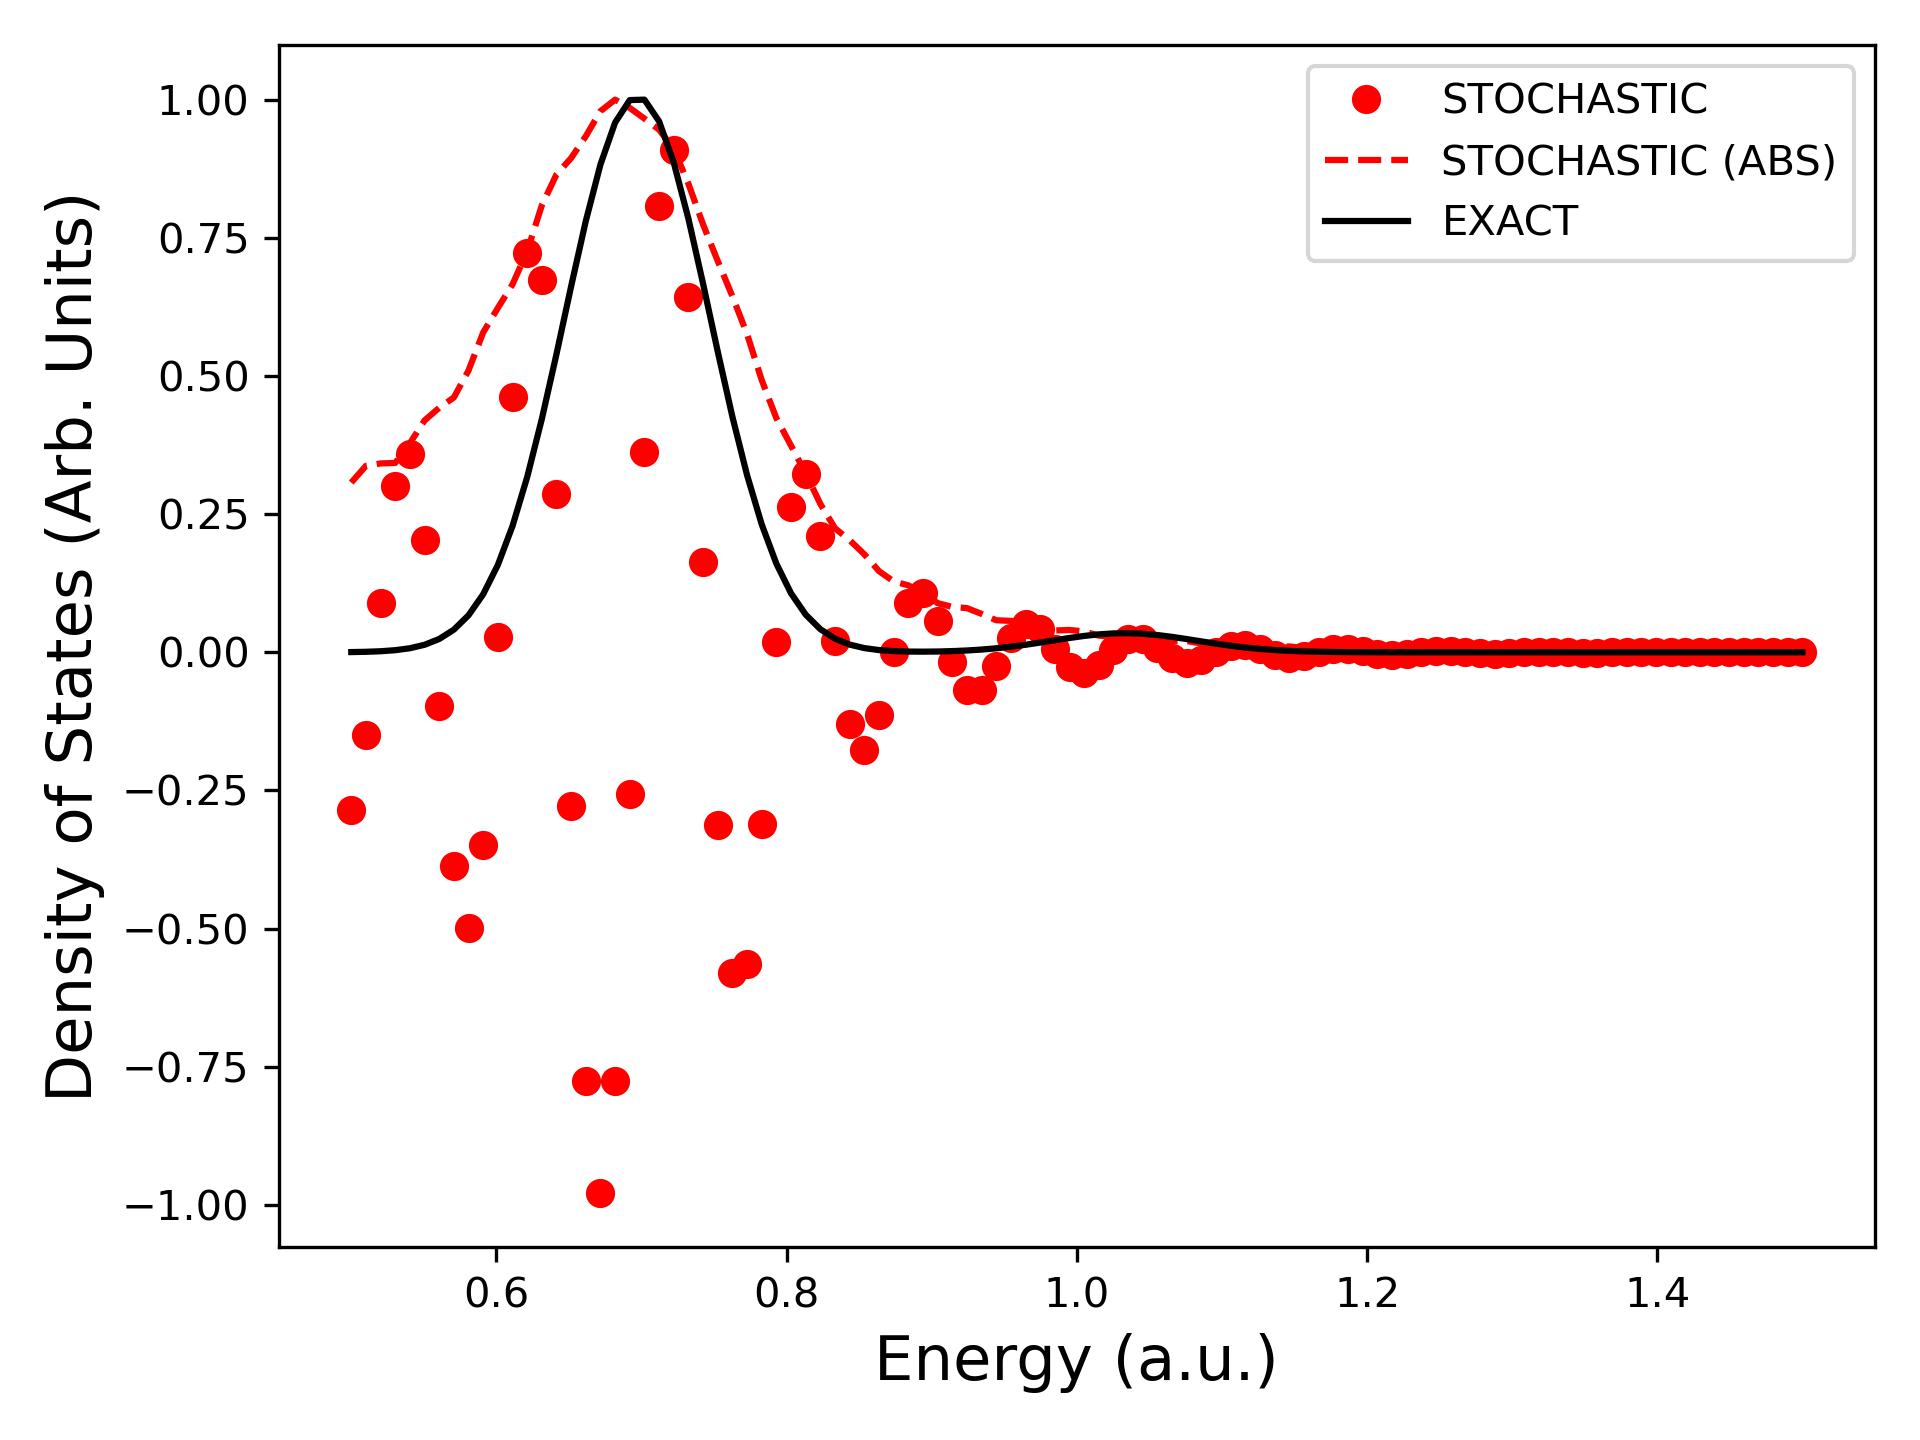 STOCHASTIC
STOCHASTIC (ABS)
EXACT
Density of States (Arb. Units)
1.00
0.75
0.50
0.25
0.00
−0.25
−0.50
−0.75
−1.00
0.6 0.8 1.0 1.2 1.4
Energy (a.u.)